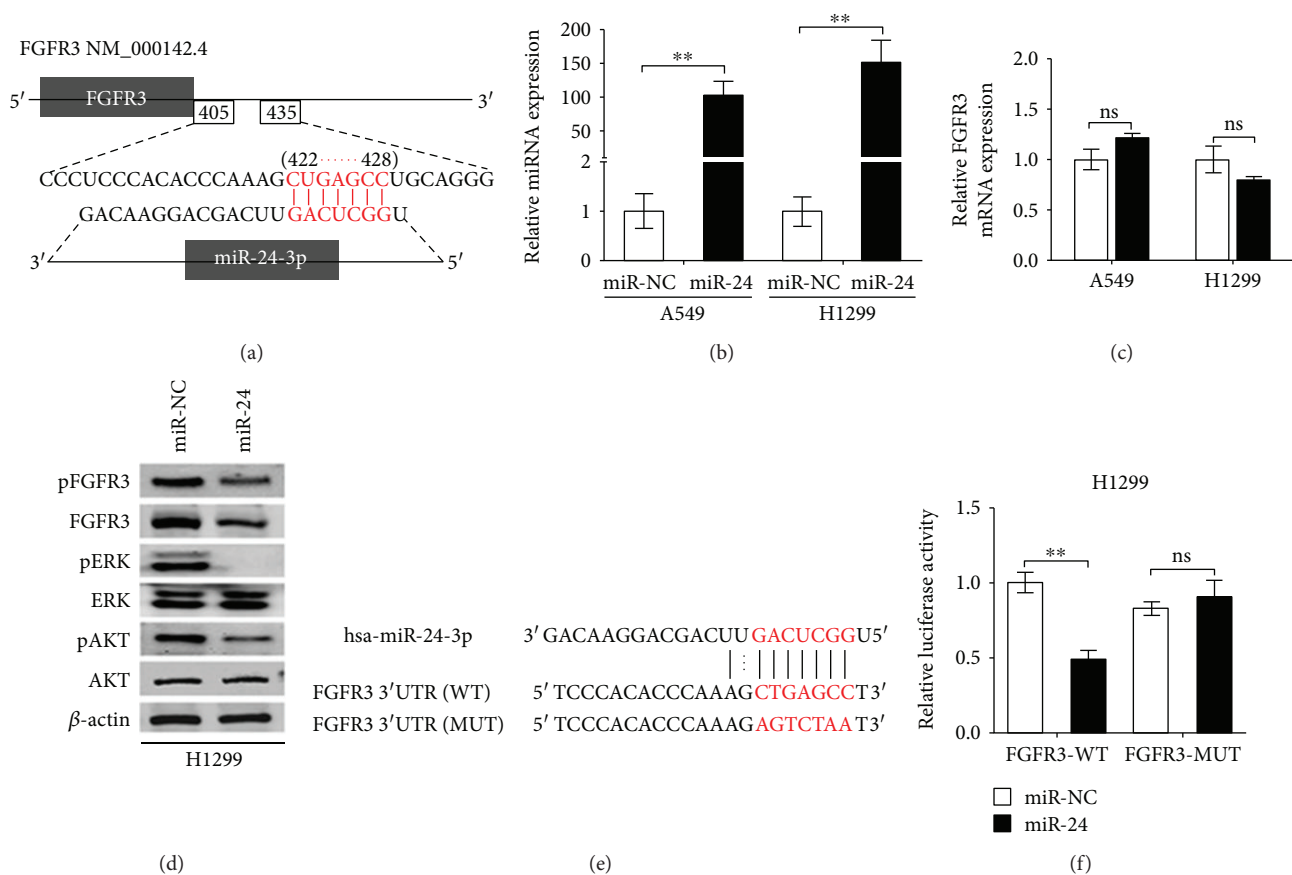 FGFR3 NM_000142.4
5′ FGFR3 3′
405 435
(422 ······ 428)
CCCUCCCACACCCAAAGCUGAGCCUGCAGGG
GACAAGGACGACUUGACUCGGU
3′ miR-24-3p 5′
(a)
Relative miRNA expression
200
150
100
50
2
1
0
**
**
miR-NC miR-24 miR-NC miR-24
A549 H1299
(b)
Relative FGFR3
mRNA expression
2.0
1.5
1.0
0.5
0.0
ns
ns
A549 H1299
(c)
miR-NC miR-24
pFGFR3
FGFR3
pERK
ERK
pAKT
AKT
β-actin
H1299
(d)
hsa-miR-24-3p 3′GACAAGGACGACUUGACUCGGU5′
FGFR3 3′UTR (WT) 5′ TCCCACACCCAAAGCTGAGCCT3′
FGFR3 3′UTR (MUT) 5′ TCCCACACCCAAAGAGTCTAAT3′
(e)
H1299
Relative luciferase activity
1.5
1.0
0.5
0.0
**
ns
FGFR3-WT FGFR3-MUT
miR-NC
miR-24
(f)